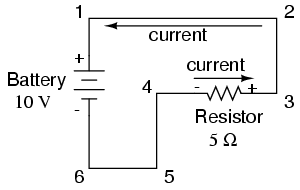 1
2
current
+
Battery
10 V
-
current
4
- +
3
Resistor
5 Ω
6
5